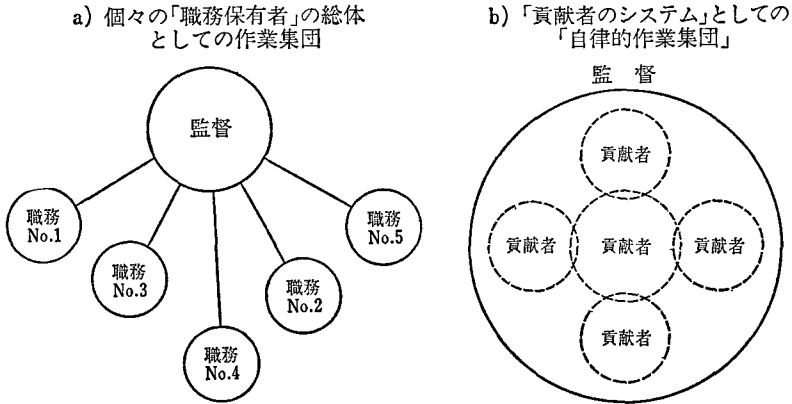 a) 個々の「職務保有者」の総体
としての作業集団
監督
職務
No.1
職務
No.3
職務
No.4
職務
No.2
職務
No.5
b) 「貢献者のシステム」としての
「自律的作業集団」
監 督
貢献者
貢献者
貢献者
貢献者
貢献者